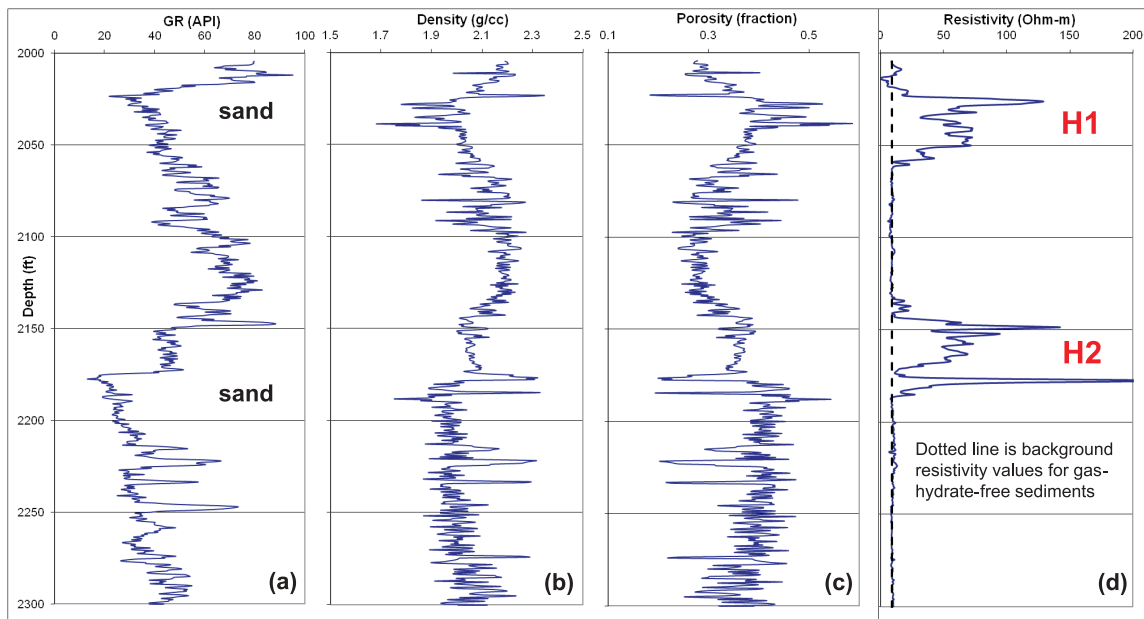 GR (API)
0 20 40 60 80 100
Density (g/cc)
1.5 1.7 1.9 2.1 2.3 2.5
Porosity (fraction)
0.1 0.3 0.5
Resistivity (Ohm-m)
0 50 100 150 200
Depth (ft)
2000
2050
2100
2150
2200
2250
2300
sand
sand
H1
H2
Dotted line is background
resistivity values for gas-
hydrate-free sediments
(a)
(b)
(c)
(d)